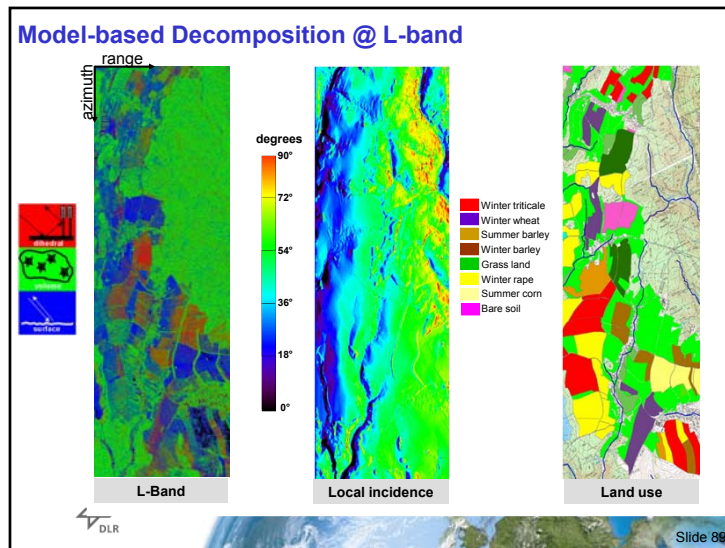 Model-based Decomposition @ L-band
range
azimuth
dihedral
volume
surface
degrees
90°
72°
54°
36°
18°
0°
Winter triticale
Winter wheat
Summer barley
Winter barley
Grass land
Winter rape
Summer corn
Bare soil
L-Band
Local incidence
Land use
DLR